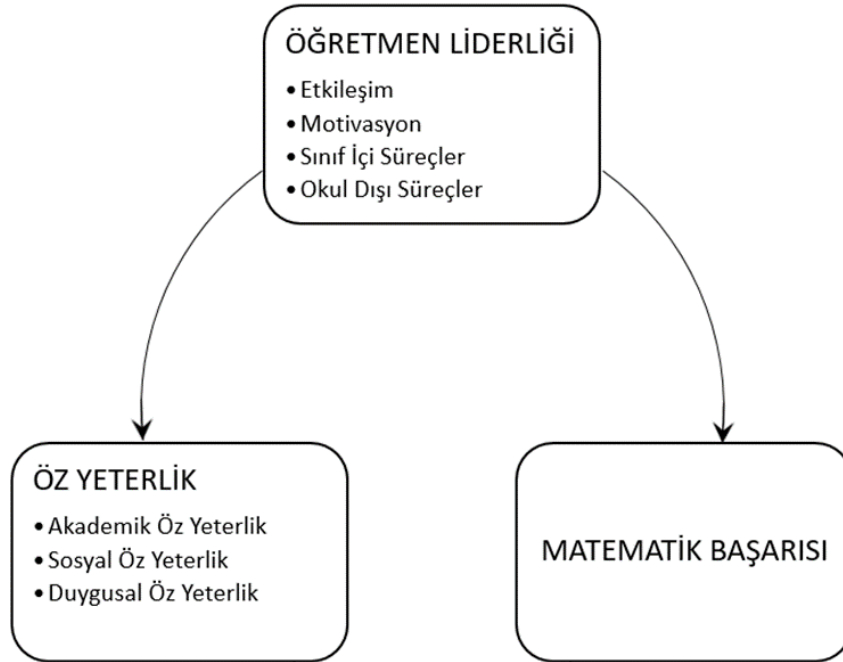 ÖĞRETMEN LİDERLİĞİ
• Etkileşim
• Motivasyon
• Sınıf İçi Süreçler
• Okul Dışı Süreçler
ÖZ YETERLİK
• Akademik Öz Yeterlik
• Sosyal Öz Yeterlik
• Duygusal Öz Yeterlik
MATEMATİK BAŞARISI